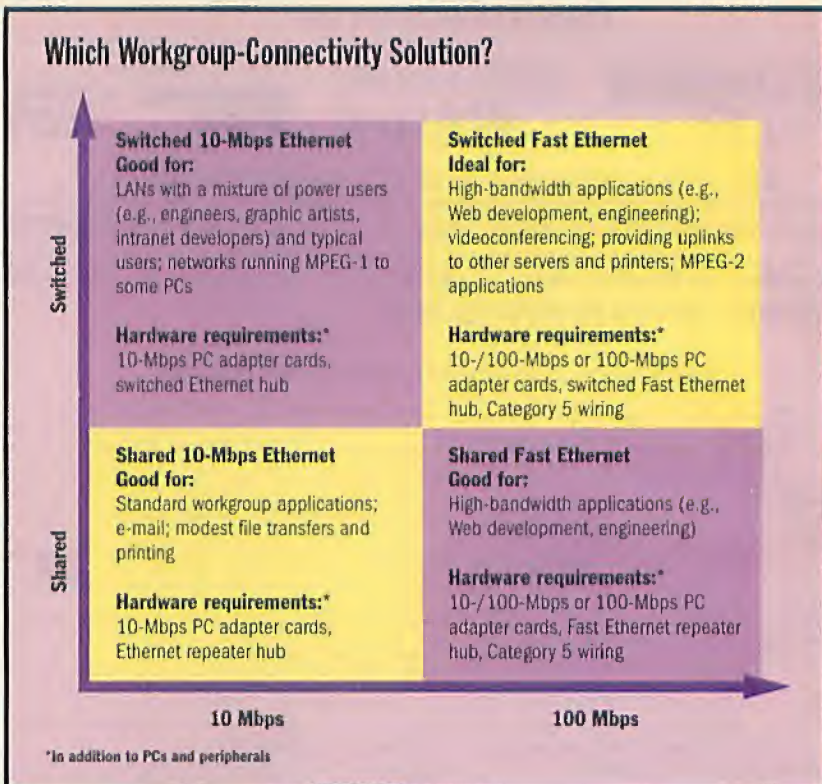 Which Workgroup-Connectivity Solution?
Switched
Switched 10-Mbps Ethernet
Good for:
LANs with a mixture of power users
(e.g., engineers, graphic artists,
intranet developers) and typical
users; networks running MPEG-1 to
some PCs
Hardware requirements:*
10-Mbps PC adapter cards,
switched Ethernet hub
Switched Fast Ethernet
Ideal for:
High-bandwidth applications (e.g.,
Web development, engineering);
videoconferencing; providing uplinks
to other servers and printers; MPEG-2
applications
Hardware requirements:*
10-/100-Mbps or 100-Mbps PC
adapter cards, switched Fast Ethernet
hub, Category 5 wiring
Shared
Shared 10-Mbps Ethernet
Good for:
Standard workgroup applications;
e-mail; modest file transfers and
printing
Hardware requirements:*
10-Mbps PC adapter cards,
Ethernet repeater hub
Shared Fast Ethernet
Good for:
High-bandwidth applications (e.g.,
Web development, engineering)
Hardware requirements:*
10-/100-Mbps or 100-Mbps PC
adapter cards, Fast Ethernet repeater
hub, Category 5 wiring
10 Mbps
100 Mbps
*In addition to PCs and peripherals